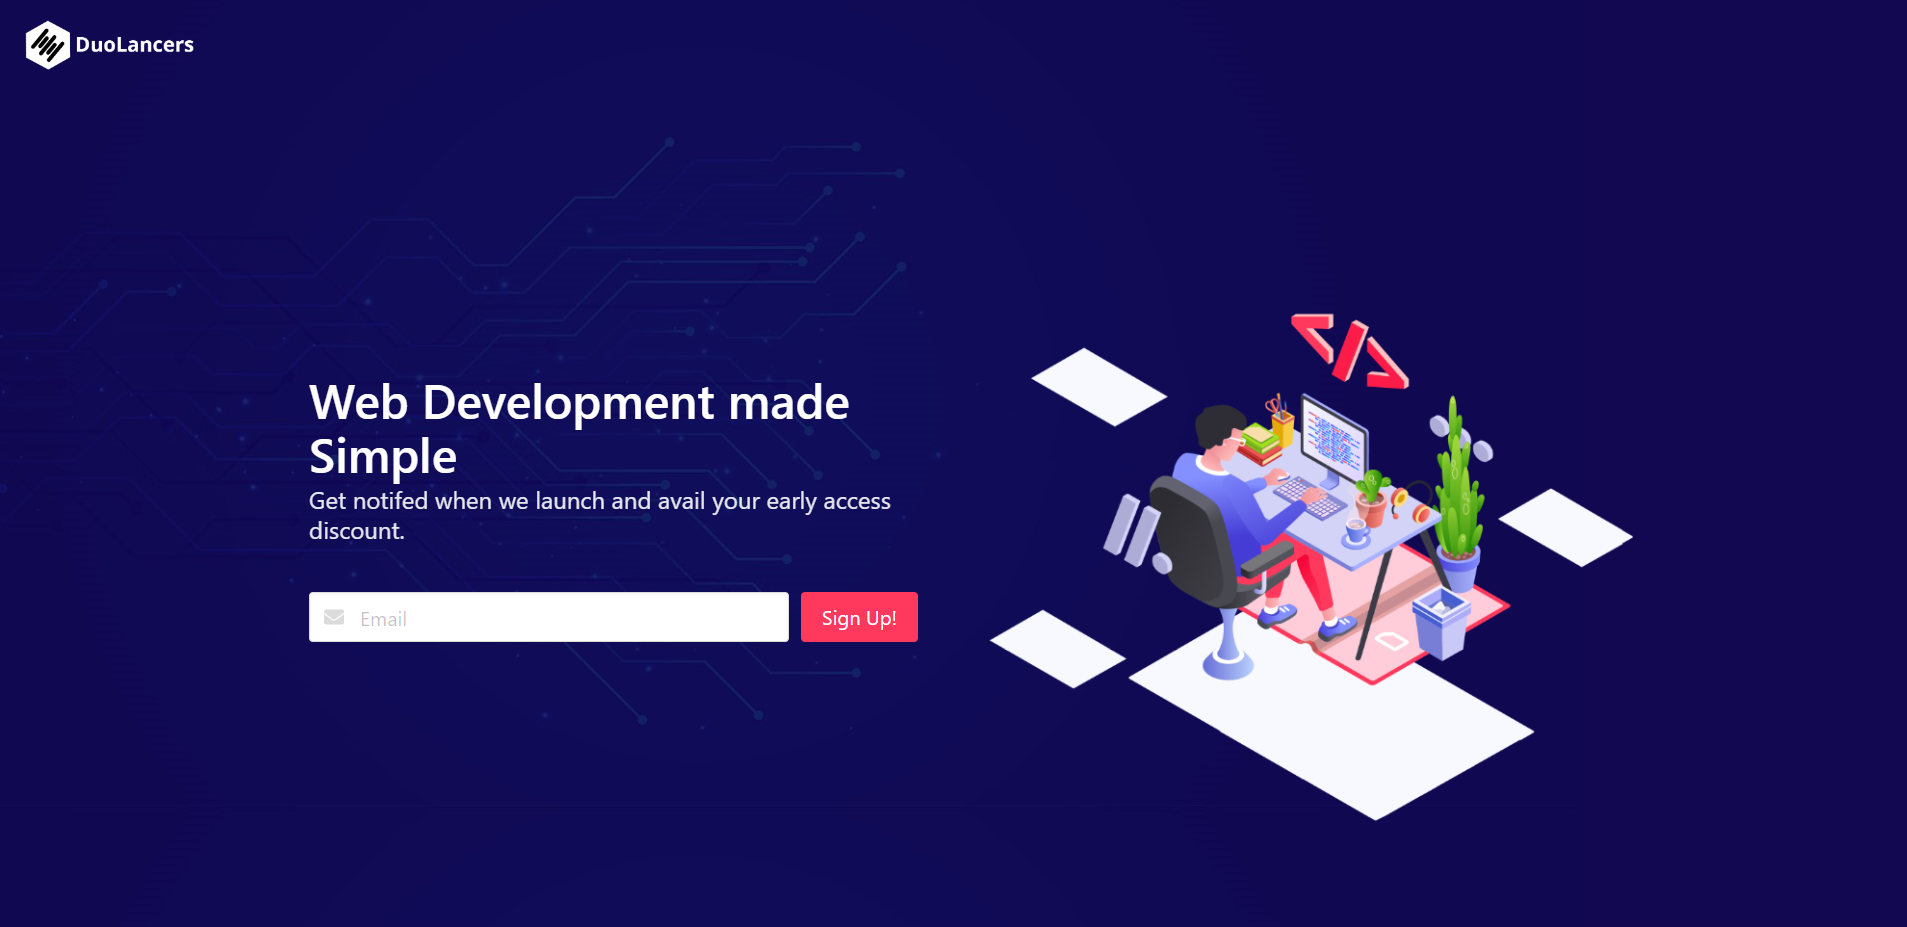 DuoLancers
Web Development made
Simple
Get notifed when we launch and avail your early access
discount.
Email
Sign Up!